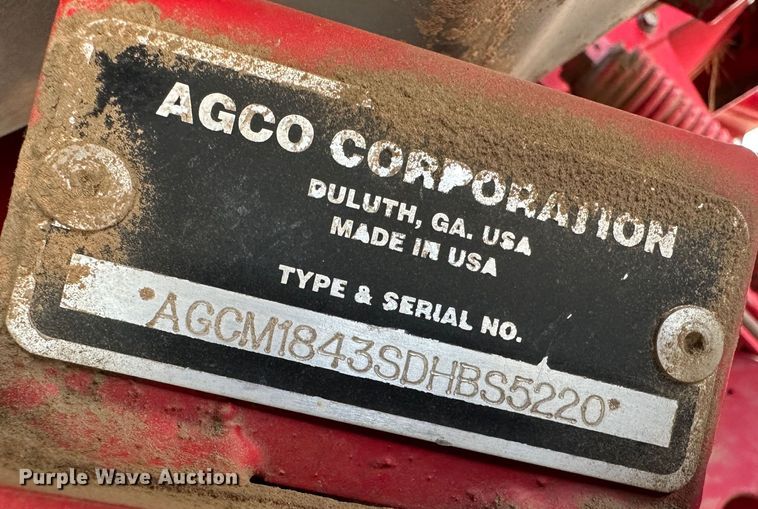 AGCO CORPORATION
DULUTH, GA. USA
MADE IN USA
TYPE & SERIAL NO.
*AGCM1843SDHBS5220*
Purple Wave Auction